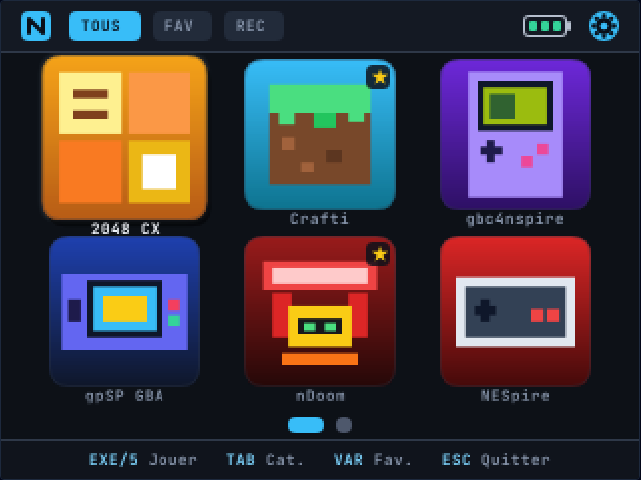 N TOUS FAV REC
2048 CX Crafti gbc4nspire
gpSP GBA nDoom NESpire
EXE/5 Jouer TAB Cat. VAR Fav. ESC Quitter